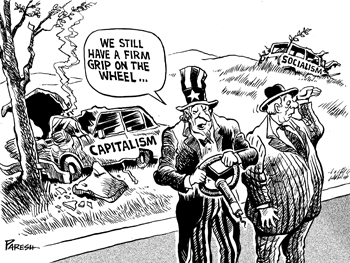 WE STILL
HAVE A FIRM
GRIP ON THE
WHEEL...
SOCIALISM
CAPITALISM
PARESH